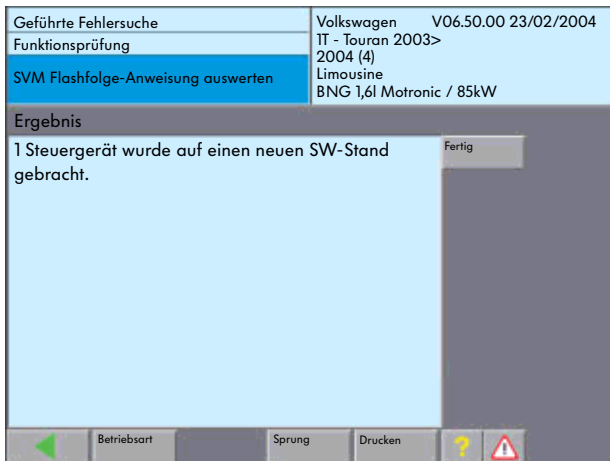 Geführte Fehlersuche
Funktionsprüfung
SVM Flashfolge-Anweisung auswerten
Volkswagen V06.50.00 23/02/2004
1T - Touran 2003>
2004 (4)
Limousine
BNG 1,6l Motronic / 85kW
Ergebnis
1 Steuergerät wurde auf einen neuen SW-Stand
gebracht.
Fertig
Betriebsart
Sprung
Drucken
?